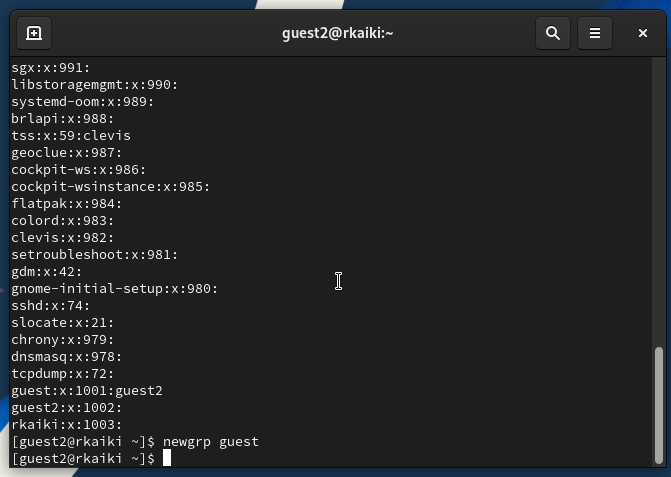 guest2@rkaiki:~
sgx:x:991:
libstoragemgmt:x:990:
systemd-oom:x:989:
brlapi:x:988:
tss:x:59:clevis
geoclue:x:987:
cockpit-ws:x:986:
cockpit-wsinstance:x:985:
flatpak:x:984:
colord:x:983:
clevis:x:982:
setroubleshoot:x:981:
gdm:x:42:
gnome-initial-setup:x:980:
sshd:x:74:
slocate:x:21:
chrony:x:979:
dnsmasq:x:978:
tcpdump:x:72:
guest:x:1001:guest2
guest2:x:1002:
rkaiki:x:1003:
[guest2@rkaiki ~]$ newgrp guest
[guest2@rkaiki ~]$